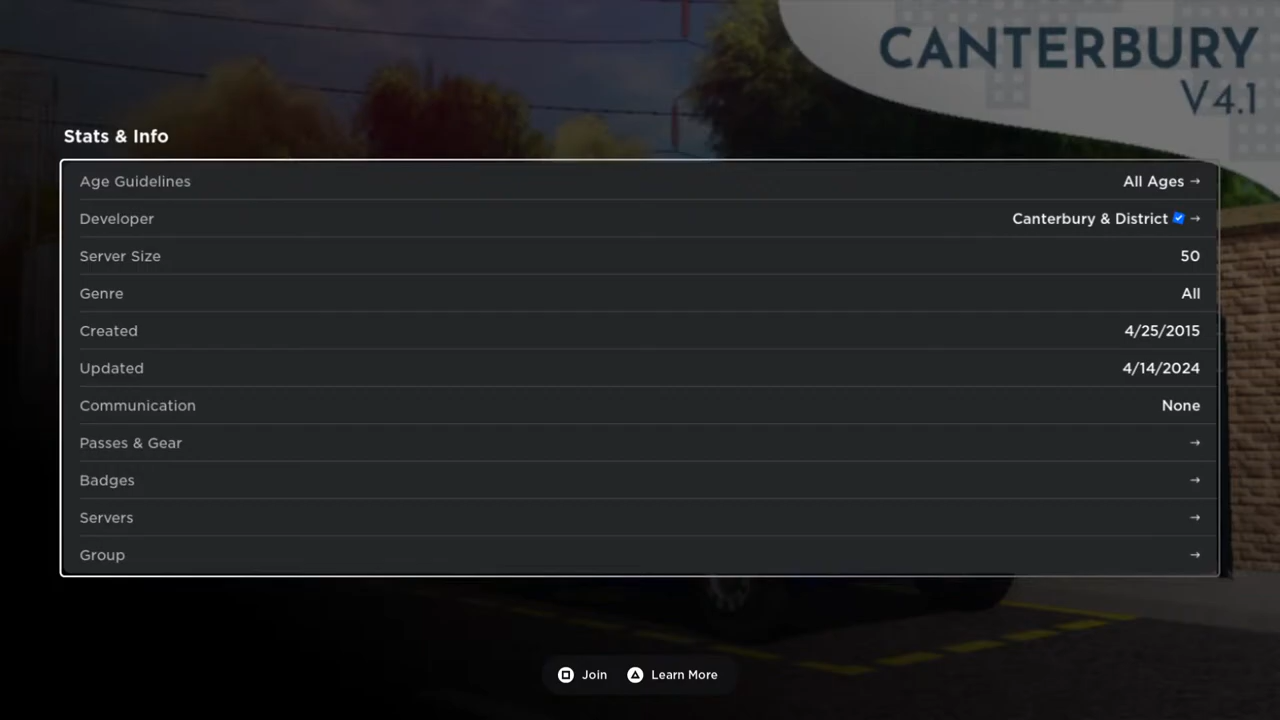 CANTERBURY
V4.1
Stats & Info
Age Guidelines All Ages →
Developer Canterbury & District →
Server Size 50
Genre All
Created 4/25/2015
Updated 4/14/2024
Communication None
Passes & Gear →
Badges →
Servers →
Group →
Join Learn More